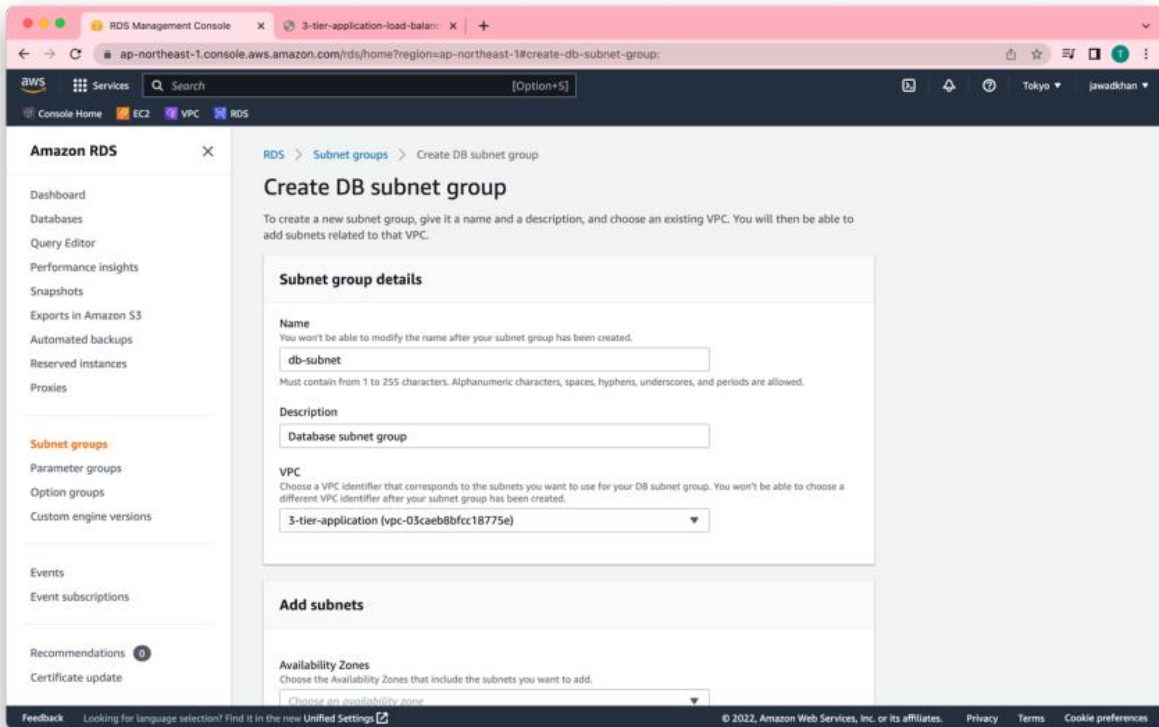 RDS Management Console
3-tier-application-load-balanc
ap-northeast-1.console.aws.amazon.com/rds/home?region=ap-northeast-1#create-db-subnet-group:
T
aws
Services
Search
[Option+S]
Tokyo
jawadkhan
Console Home
EC2
VPC
RDS
Amazon RDS
Dashboard
Databases
Query Editor
Performance insights
Snapshots
Exports in Amazon S3
Automated backups
Reserved instances
Proxies
Subnet groups
Parameter groups
Option groups
Custom engine versions
Events
Event subscriptions
Recommendations 0
Certificate update
RDS > Subnet groups > Create DB subnet group
Create DB subnet group
To create a new subnet group, give it a name and a description, and choose an existing VPC. You will then be able to
add subnets related to that VPC.
Subnet group details
Name
You won't be able to modify the name after your subnet group has been created.
db-subnet
Must contain from 1 to 255 characters. Alphanumeric characters, spaces, hyphens, underscores, and periods are allowed.
Description
Database subnet group
VPC
Choose a VPC identifier that corresponds to the subnets you want to use for your DB subnet group. You won't be able to choose a
different VPC identifier after your subnet group has been created.
3-tier-application (vpc-03caeb8bfcc18775e)
Add subnets
Availability Zones
Choose the Availability Zones that include the subnets you want to add.
Choose an availability zone
Feedback
Looking for language selection? Find it in the new Unified Settings
© 2022, Amazon Web Services, Inc. or its affiliates.
Privacy
Terms
Cookie preferences